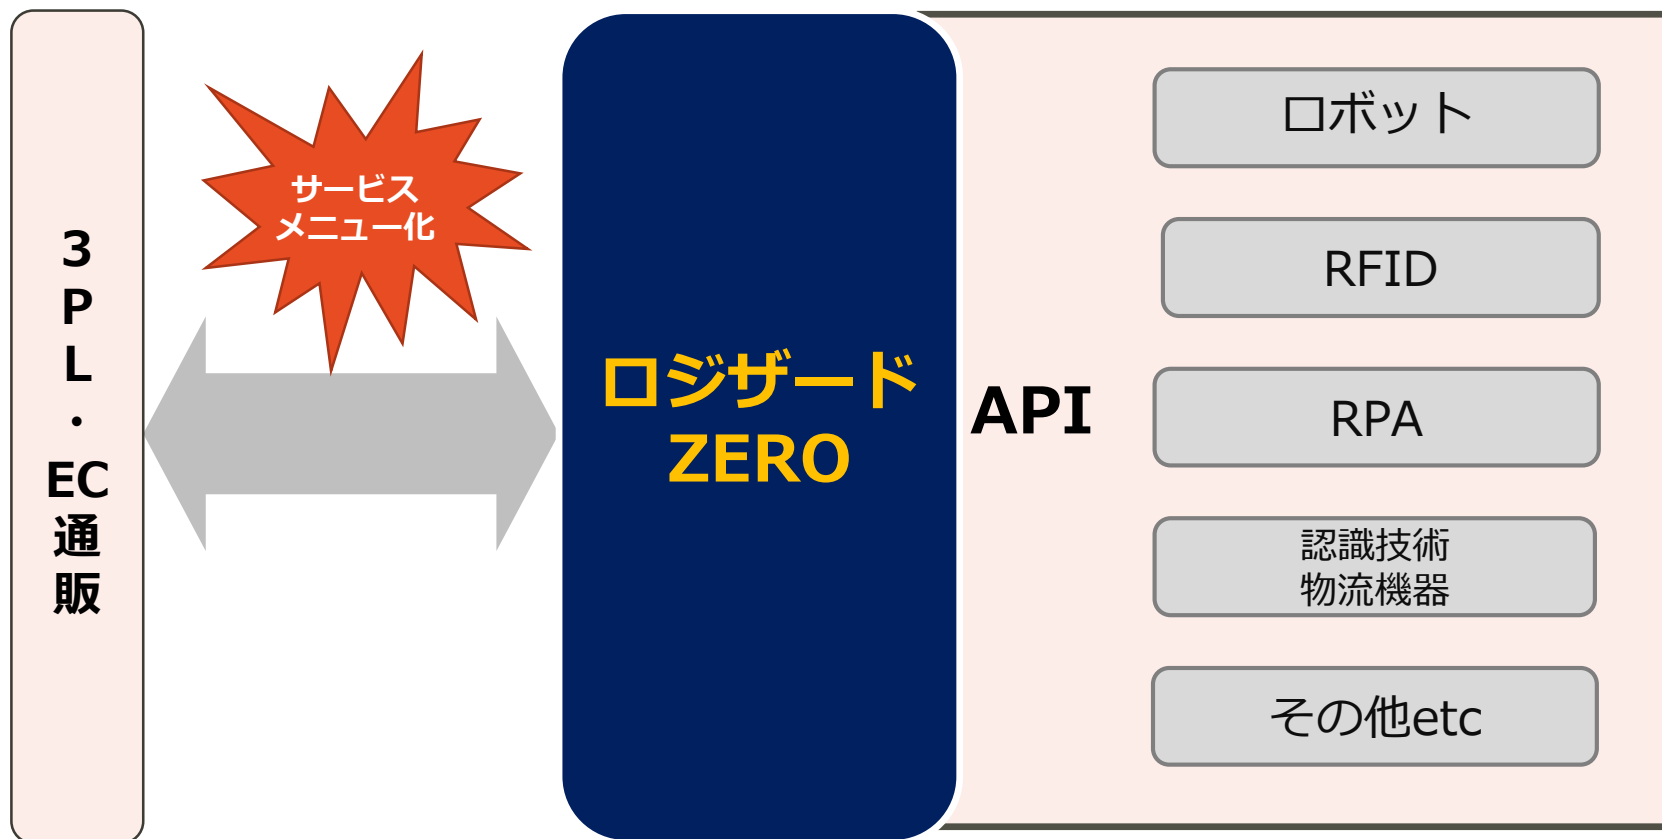 3
P
L
・
EC
通
販
サービス
メニュー化
ロジザード
ZERO
API
ロボット
RFID
RPA
認識技術
物流機器
その他etc